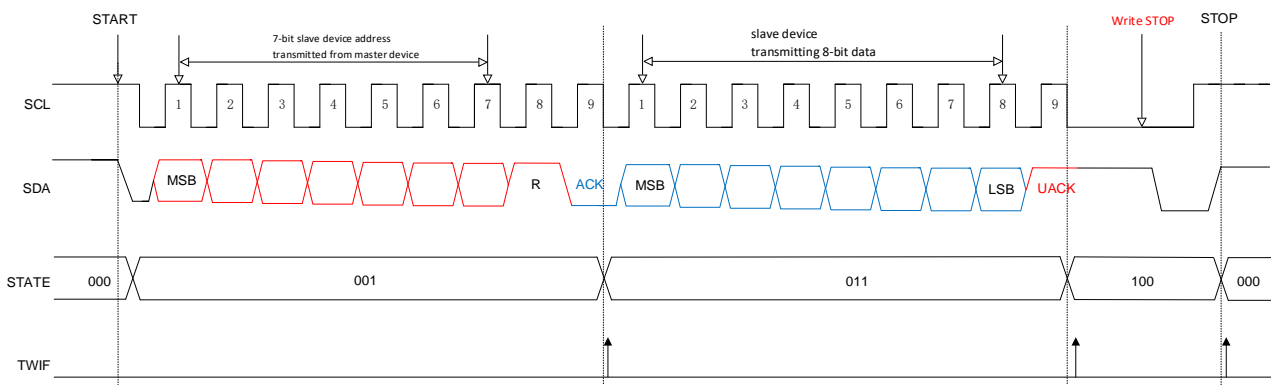 START
7-bit slave device address
transmitted from master device
slave device
transmitting 8-bit data
Write STOP
STOP
SCL
1 2 3 4 5 6 7 8 9 1 2 3 4 5 6 7 8 9
SDA
MSB R ACK MSB LSB UACK
STATE
000 001 011 100 000
TWIF